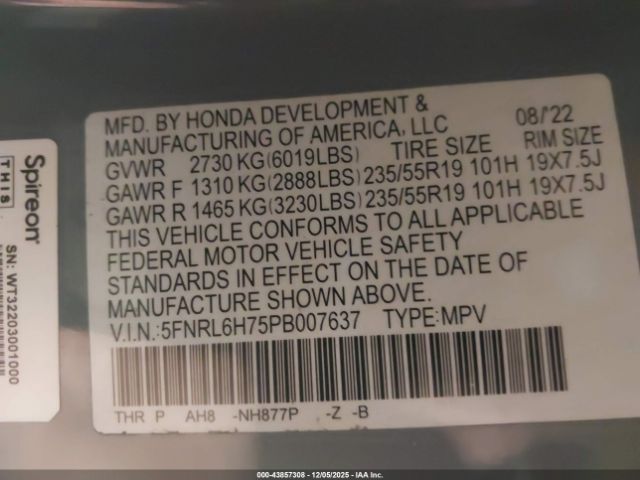 MFD. BY HONDA DEVELOPMENT &
MANUFACTURING OF AMERICA, LLC 08/'22
GVWR 2730 KG(6019LBS) TIRE SIZE RIM SIZE
GAWR F 1310 KG(2888LBS) 235/55R19 101H 19X7.5J
GAWR R 1465 KG(3230LBS) 235/55R19 101H 19X7.5J
THIS VEHICLE CONFORMS TO ALL APPLICABLE
FEDERAL MOTOR VEHICLE SAFETY
STANDARDS IN EFFECT ON THE DATE OF
MANUFACTURE SHOWN ABOVE.
V.I.N.:5FNRL6H75PB007637 TYPE:MPV
THR P AH8 -NH877P -Z -B
Spireon
THIS
SN: WT32203001000
000-43857308 - 12/05/2025 - IAA Inc.